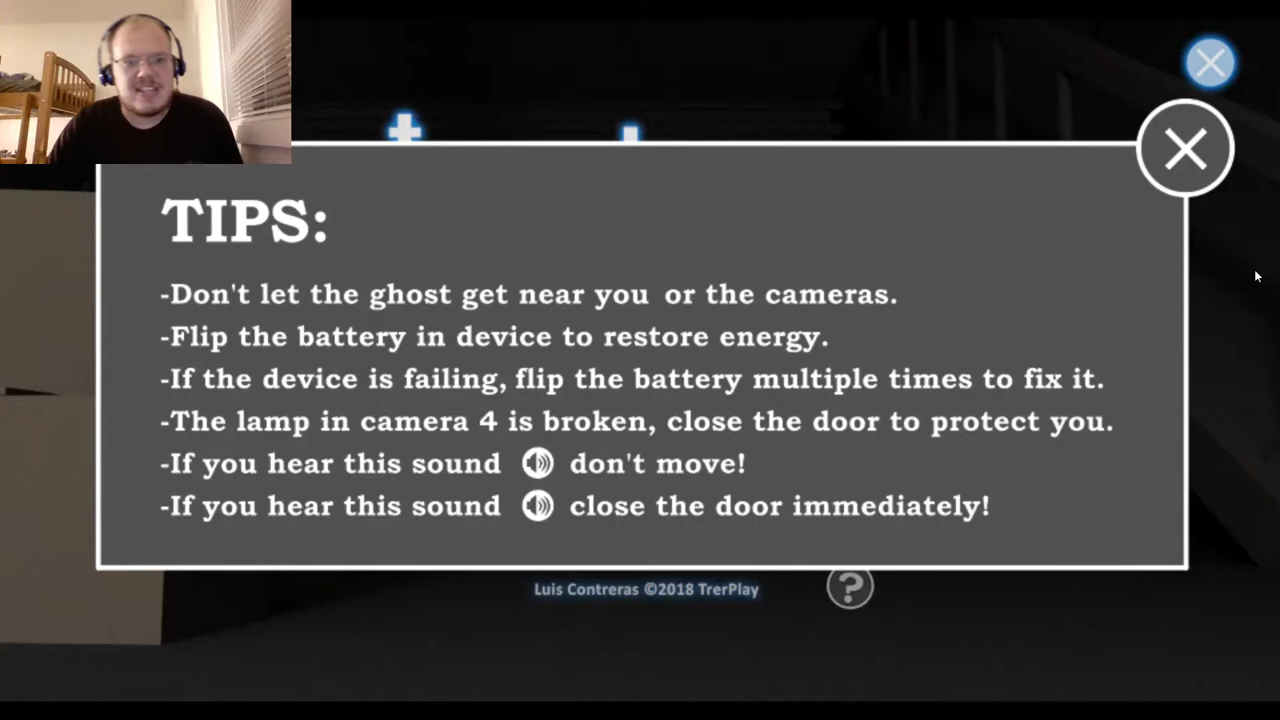 TIPS:
-Don't let the ghost get near you or the cameras.
-Flip the battery in device to restore energy.
-If the device is failing, flip the battery multiple times to fix it.
-The lamp in camera 4 is broken, close the door to protect you.
-If you hear this sound don't move!
-If you hear this sound close the door immediately!
Luis Contreras ©2018 TrerPlay
?